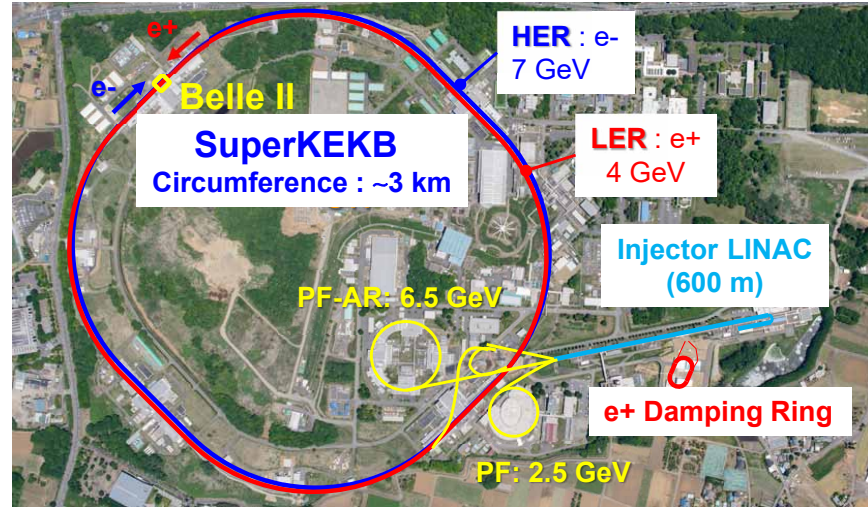 e+
e-
Belle II
HER : e-
7 GeV
SuperKEKB
Circumference : ~3 km
LER : e+
4 GeV
Injector LINAC
(600 m)
PF-AR: 6.5 GeV
e+ Damping Ring
PF: 2.5 GeV